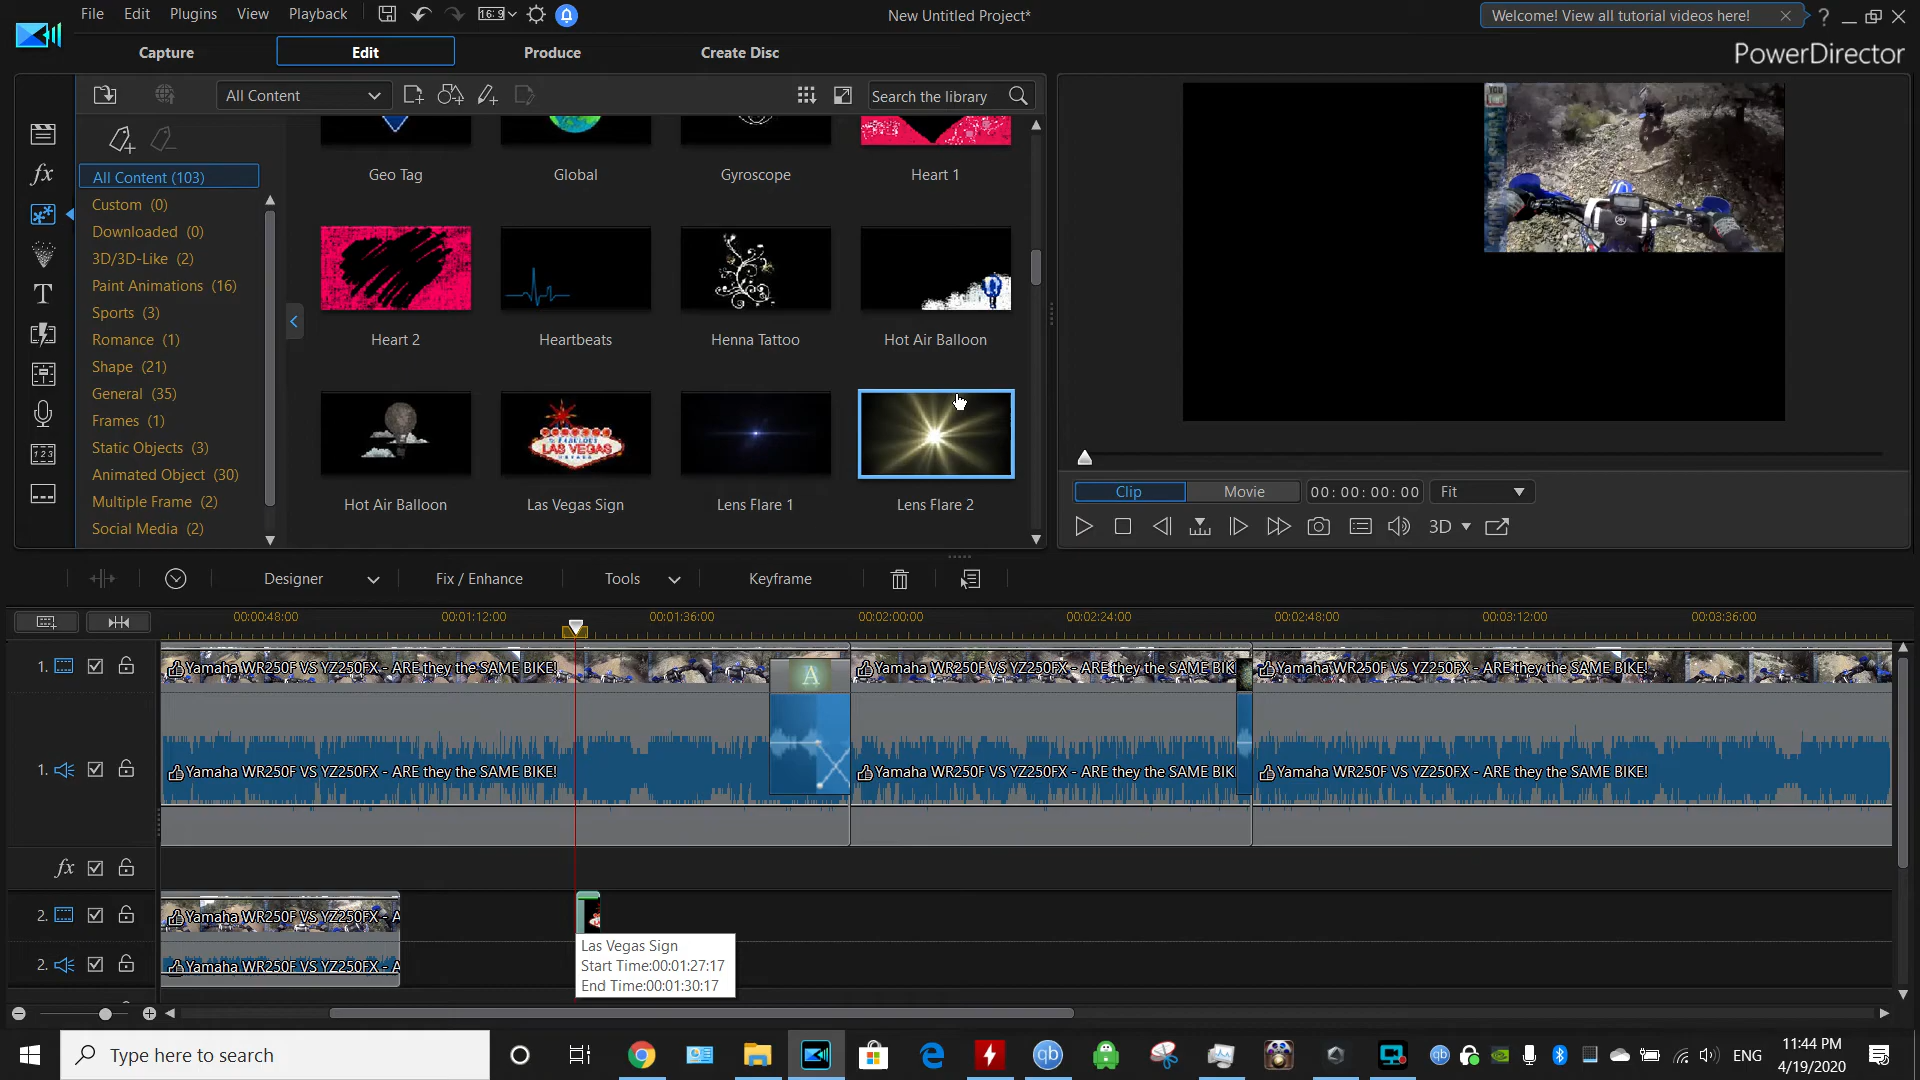 File Edit Plugins View Playback
16:9
New Untitled Project*
Welcome! View all tutorial videos here!
PowerDirector
Capture Edit Produce Create Disc
All Content
Search the library
All Content (103)
Custom (0)
Downloaded (0)
3D/3D-Like (2)
Paint Animations (16)
Sports (3)
Romance (1)
Shape (21)
General (35)
Frames (1)
Static Objects (3)
Animated Object (30)
Multiple Frame (2)
Social Media (2)
Geo Tag Global Gyroscope Heart 1
Heart 2 Heartbeats Henna Tattoo Hot Air Balloon
FABULOUS
LAS VEGAS
NEVADA
Hot Air Balloon Las Vegas Sign Lens Flare 1 Lens Flare 2
Clip Movie 00:00:00:00 Fit
3D
Designer Fix / Enhance Tools Keyframe
00:00:48:00 00:01:12:00 00:01:36:00 00:02:00:00 00:02:24:00 00:02:48:00 00:03:12:00 00:03:36:00
1. Yamaha WR250F VS YZ250FX - ARE they the SAME BIKE! A Yamaha WR250F VS YZ250FX - ARE they the SAME BIK Yamaha WR250F VS YZ250FX - ARE they the SAME BIKE!
1. Yamaha WR250F VS YZ250FX - ARE they the SAME BIKE! Yamaha WR250F VS YZ250FX - ARE they the SAME BIK Yamaha WR250F VS YZ250FX - ARE they the SAME BIKE!
fx
2. Yamaha WR250F VS YZ250FX - A
Las Vegas Sign
Start Time:00:01:27:17
End Time:00:01:30:17
2. Yamaha WR250F VS YZ250FX - A
Type here to search
qb
qb
ENG
11:44 PM
4/19/2020